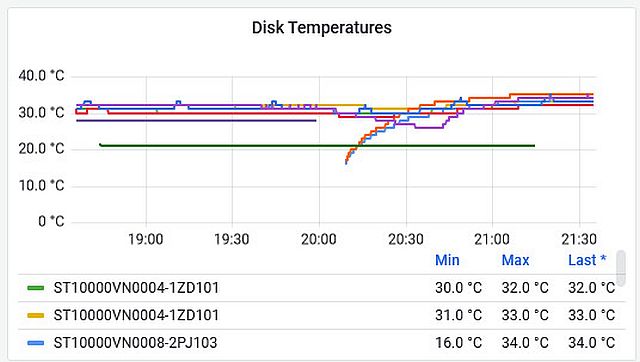 Disk Temperatures
40.0 °C
30.0 °C
20.0 °C
10.0 °C
0 °C
19:00 19:30 20:00 20:30 21:00 21:30
Min Max Last *
ST10000VN0004-1ZD101 30.0 °C 32.0 °C 32.0 °C
ST10000VN0004-1ZD101 31.0 °C 33.0 °C 33.0 °C
ST10000VN0008-2PJ103 16.0 °C 34.0 °C 34.0 °C